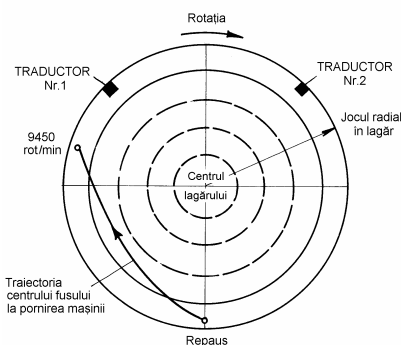 Rotația
TRADUCTOR
Nr.1
TRADUCTOR
Nr.2
Jocul radial
in lagăr
9450
rot/min
Centrul
lagărului
Traiectoria
centrului fusului
la pornirea mașinii
Repaus